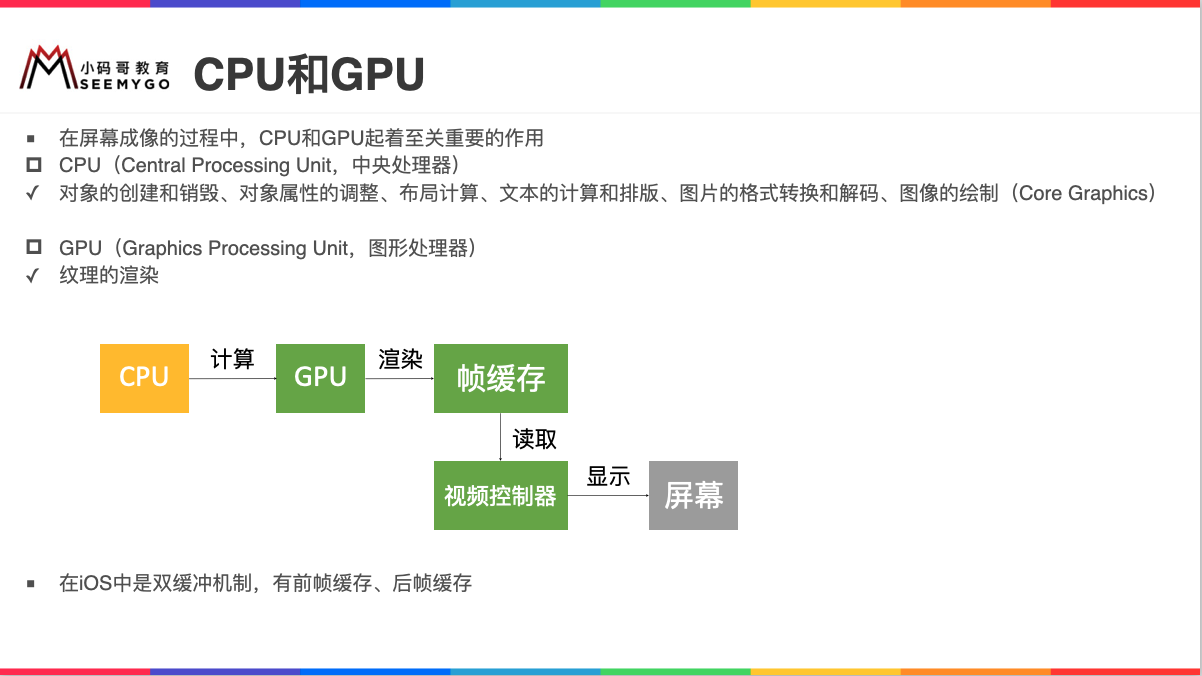 小码哥教育
SEEMYGO
CPU和GPU
在屏幕成像的过程中，CPU和GPU起着至关重要的作用
CPU（Central Processing Unit，中央处理器）
对象的创建和销毁、对象属性的调整、布局计算、文本的计算和排版、图片的格式转换和解码、图像的绘制（Core Graphics）
GPU（Graphics Processing Unit，图形处理器）
纹理的渲染
CPU
计算
GPU
渲染
帧缓存
读取
视频控制器
显示
屏幕
在iOS中是双缓冲机制，有前帧缓存、后帧缓存